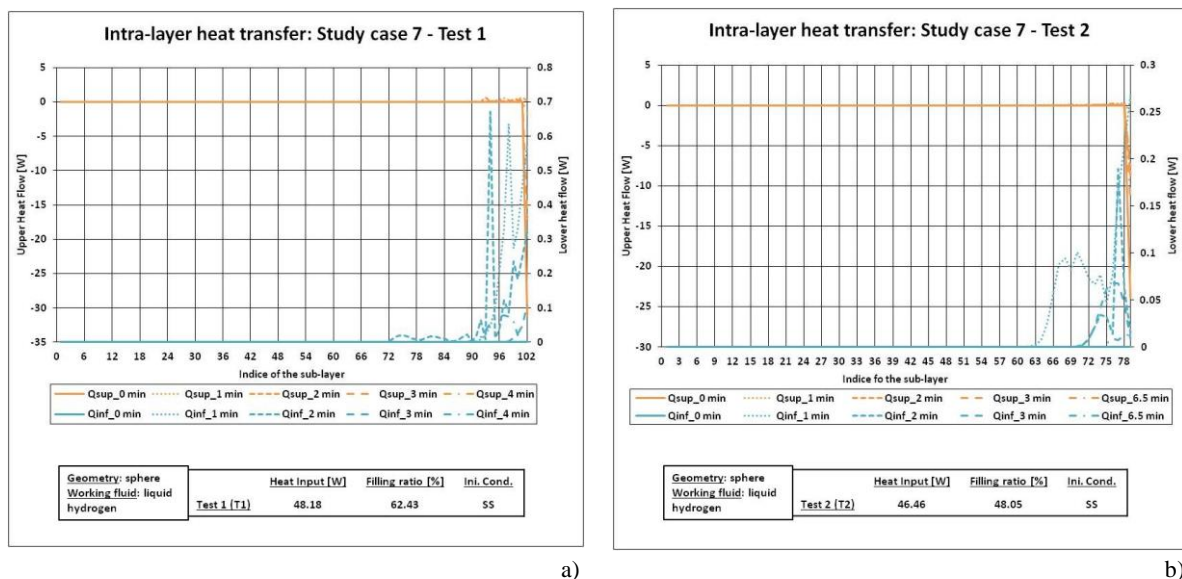 Intra-layer heat transfer: Study case 7 - Test 1
5
0
-5
-10
-15
-20
-25
-30
-35
Upper Heat Flow [W]
0.8
0.7
0.6
0.5
0.4
0.3
0.2
0.1
0
Lower heat flow [W]
0 6 12 18 24 30 36 42 48 54 60 66 72 78 84 90 96 102
Indice of the sub-layer
Qsup_0 min Qsup_1 min Qsup_2 min Qsup_3 min Qsup_4 min
Qinf_0 min Qinf_1 min Qinf_2 min Qinf_3 min Qinf_4 min
Geometry: sphere
Working fluid: liquid
hydrogen
Heat Input [W] Filling ratio [%] Ini. Cond.
Test 1 (T1) 48.18 62.43 SS
a)
Intra-layer heat transfer: Study case 7 - Test 2
5
0
-5
-10
-15
-20
-25
-30
Upper Heat Flow [W]
0.3
0.25
0.2
0.15
0.1
0.05
0
Lower heat flow [W]
0 3 6 9 12 15 18 21 24 27 30 33 36 39 42 45 48 51 54 57 60 63 66 69 72 75 78
Indice fo the sub-layer
Qsup_0 min Qsup_1 min Qsup_2 min Qsup_3 min Qsup_6.5 min
Qinf_0 min Qinf_1 min Qinf_2 min Qinf_3 min Qinf_6.5 min
Geometry: sphere
Working fluid: liquid
hydrogen
Heat Input [W] Filling ratio [%] Ini. Cond.
Test 2 (T2) 46.46 48.05 SS
b)